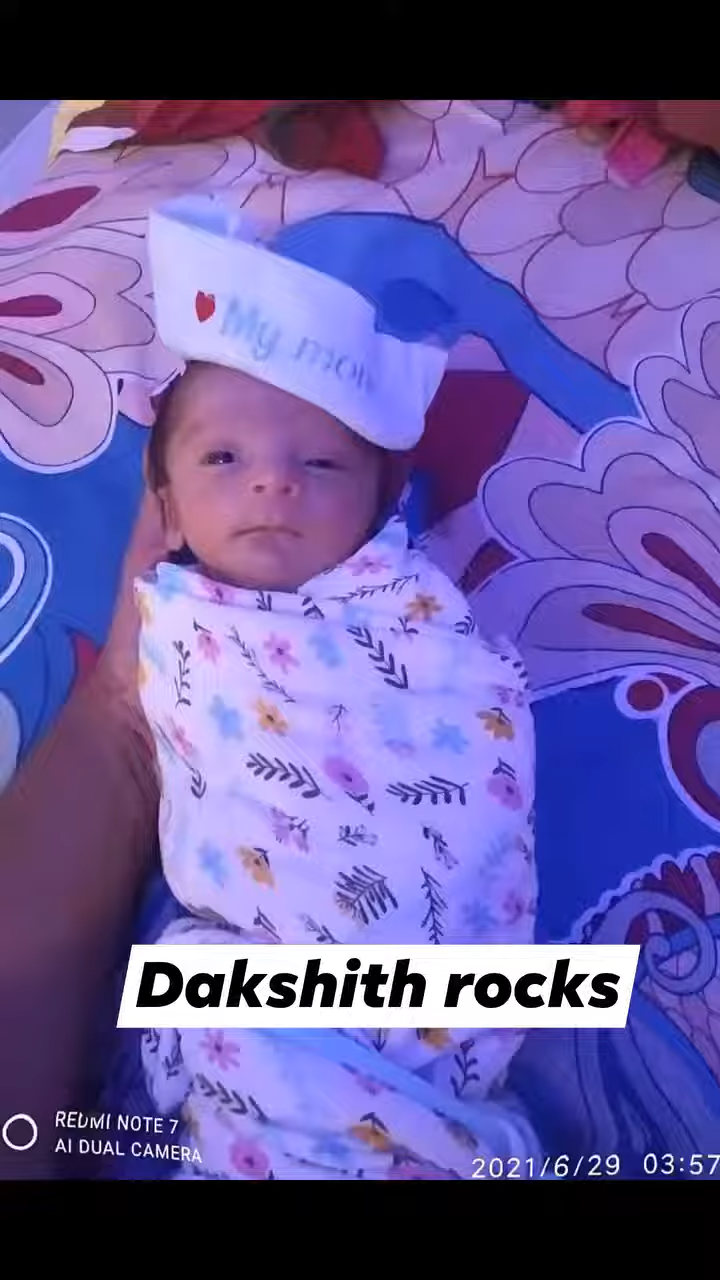 My mom
Dakshith rocks
REDMI NOTE 7
AI DUAL CAMERA
2021/6/29 03:57